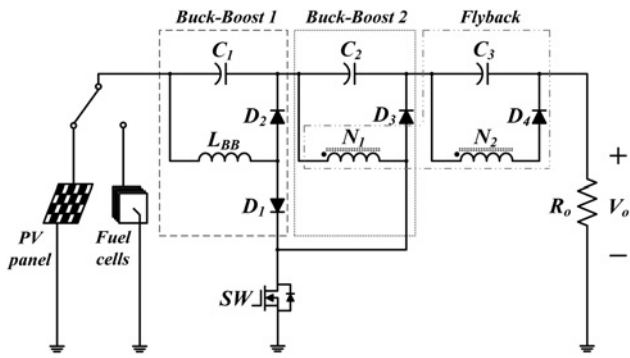 Buck-Boost 1 Buck-Boost 2 Flyback
C1 C2 C3
D2 D3 D4
LBB N1 N2
D1
PV panel
Fuel cells
SW
Ro
+
Vo
−